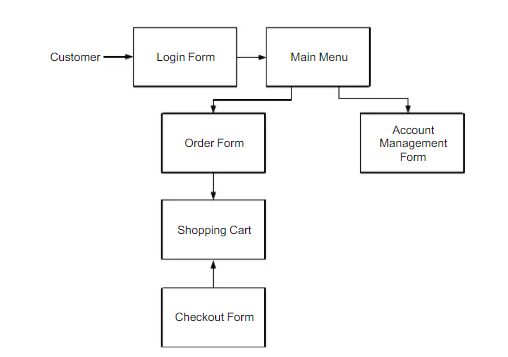 Customer
Login Form
Main Menu
Order Form
Account
Management
Form
Shopping Cart
Checkout Form